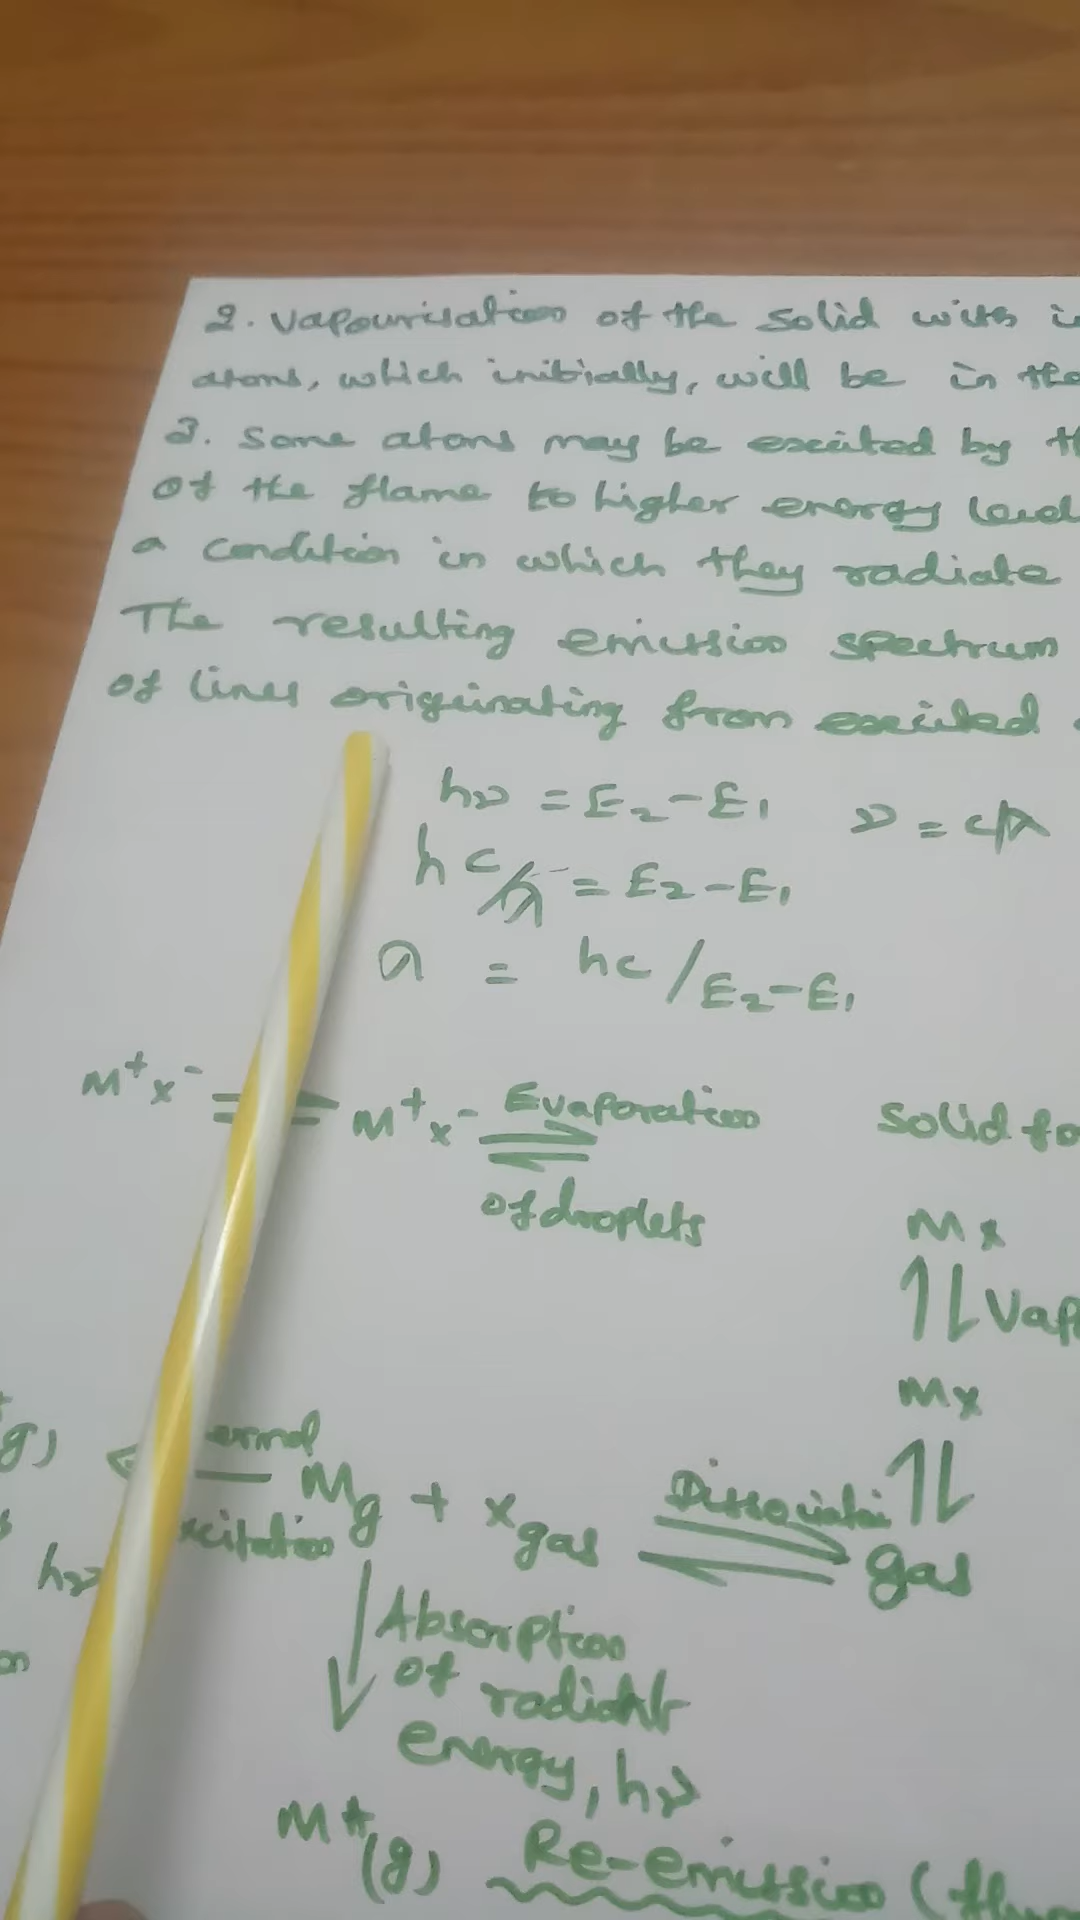 2. Vapourisation of the solid with
atoms, which initially, will be in the
3. Some atoms may be excited by
of the flame to higher energy
a condition in which they radiate
The resulting emission spectrum
of lines originating from excited
hν = E₂-E₁ ν = c/λ
hc/λ = E₂-E₁
λ = hc/E₂-E₁
M⁺x⁻ ⇌ M⁺x⁻ ⇌ Evaporation
of droplets
Solid
Mx
⇅ Vap
Mx
⇅
g) ← ermal Mg + xgas ⇌ Dissociation gas
xcitation
hν
↓ Absorption
of radiant
energy, hν
M*(g) Re-emission (